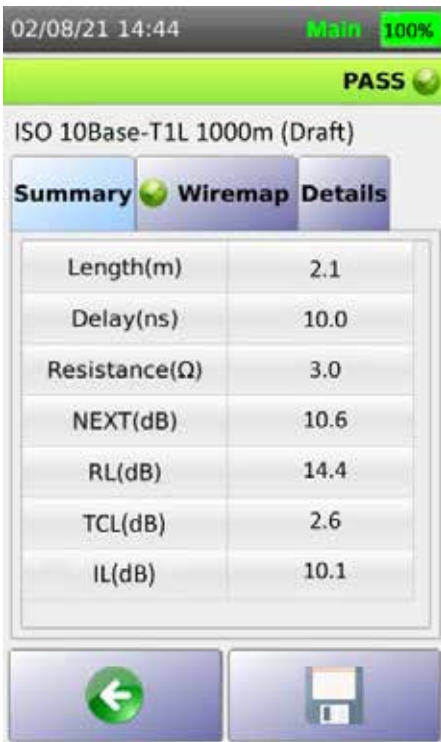 02/08/21 14:44 Main 100%
PASS
ISO 10Base-T1L 1000m (Draft)
Summary Wiremap Details
Length(m) 2.1
Delay(ns) 10.0
Resistance(Ω) 3.0
NEXT(dB) 10.6
RL(dB) 14.4
TCL(dB) 2.6
IL(dB) 10.1